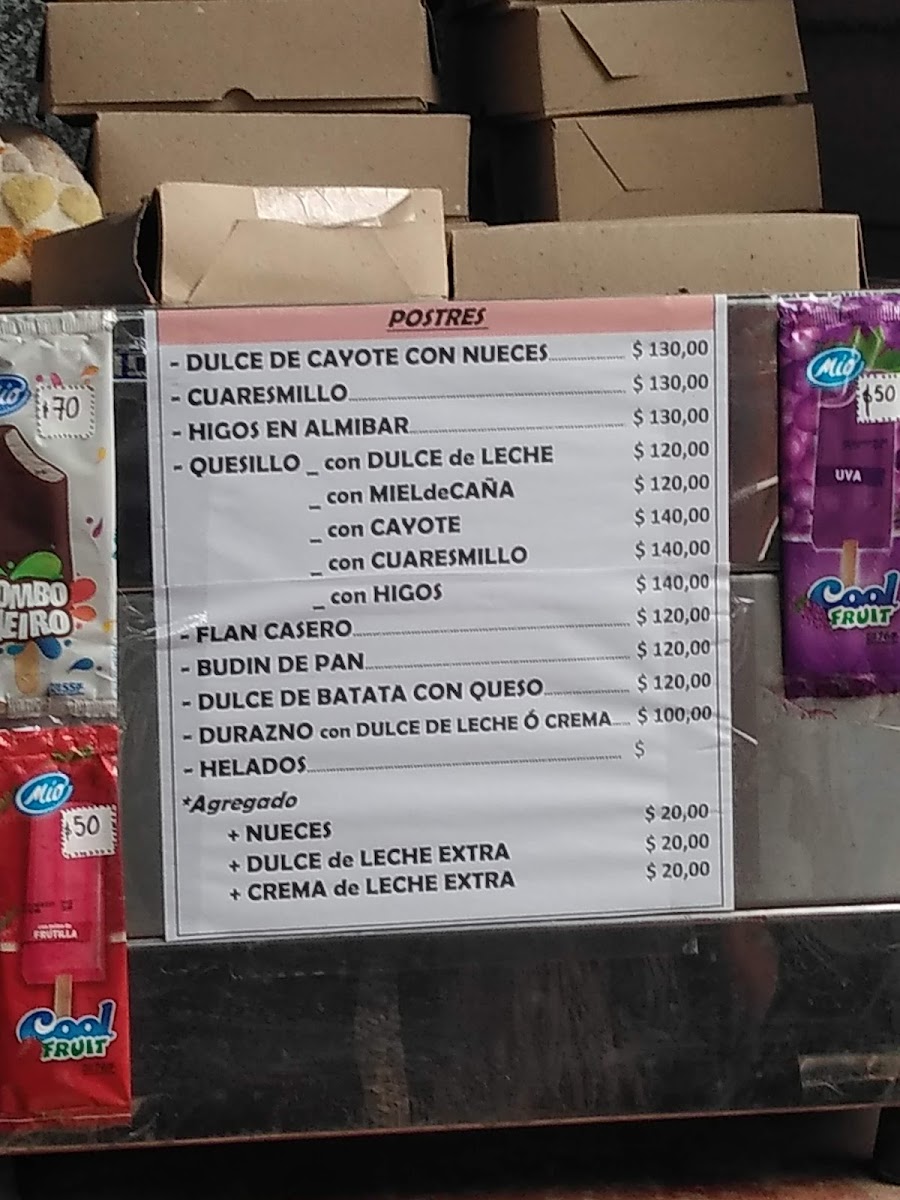 POSTRES
- DULCE DE CAYOTE CON NUECES.......... $ 130,00
- CUARESMILLO.......... $ 130,00
- HIGOS EN ALMIBAR.......... $ 130,00
- QUESILLO _ con DULCE de LECHE $ 120,00
_ con MIELdeCAÑA $ 120,00
_ con CAYOTE $ 140,00
_ con CUARESMILLO $ 140,00
_ con HIGOS $ 140,00
- FLAN CASERO.......... $ 120,00
- BUDIN DE PAN.......... $ 120,00
- DULCE DE BATATA CON QUESO.......... $ 120,00
- DURAZNO con DULCE DE LECHE Ó CREMA..... $ 100,00
- HELADOS.......... $
*Agregado
+ NUECES $ 20,00
+ DULCE de LECHE EXTRA $ 20,00
+ CREMA de LECHE EXTRA $ 20,00
$70
OMBO
EIRO
Mio
$50
FRUTILLA
Cool
FRUIT
Mio
$50
UVA
Cool
FRUIT